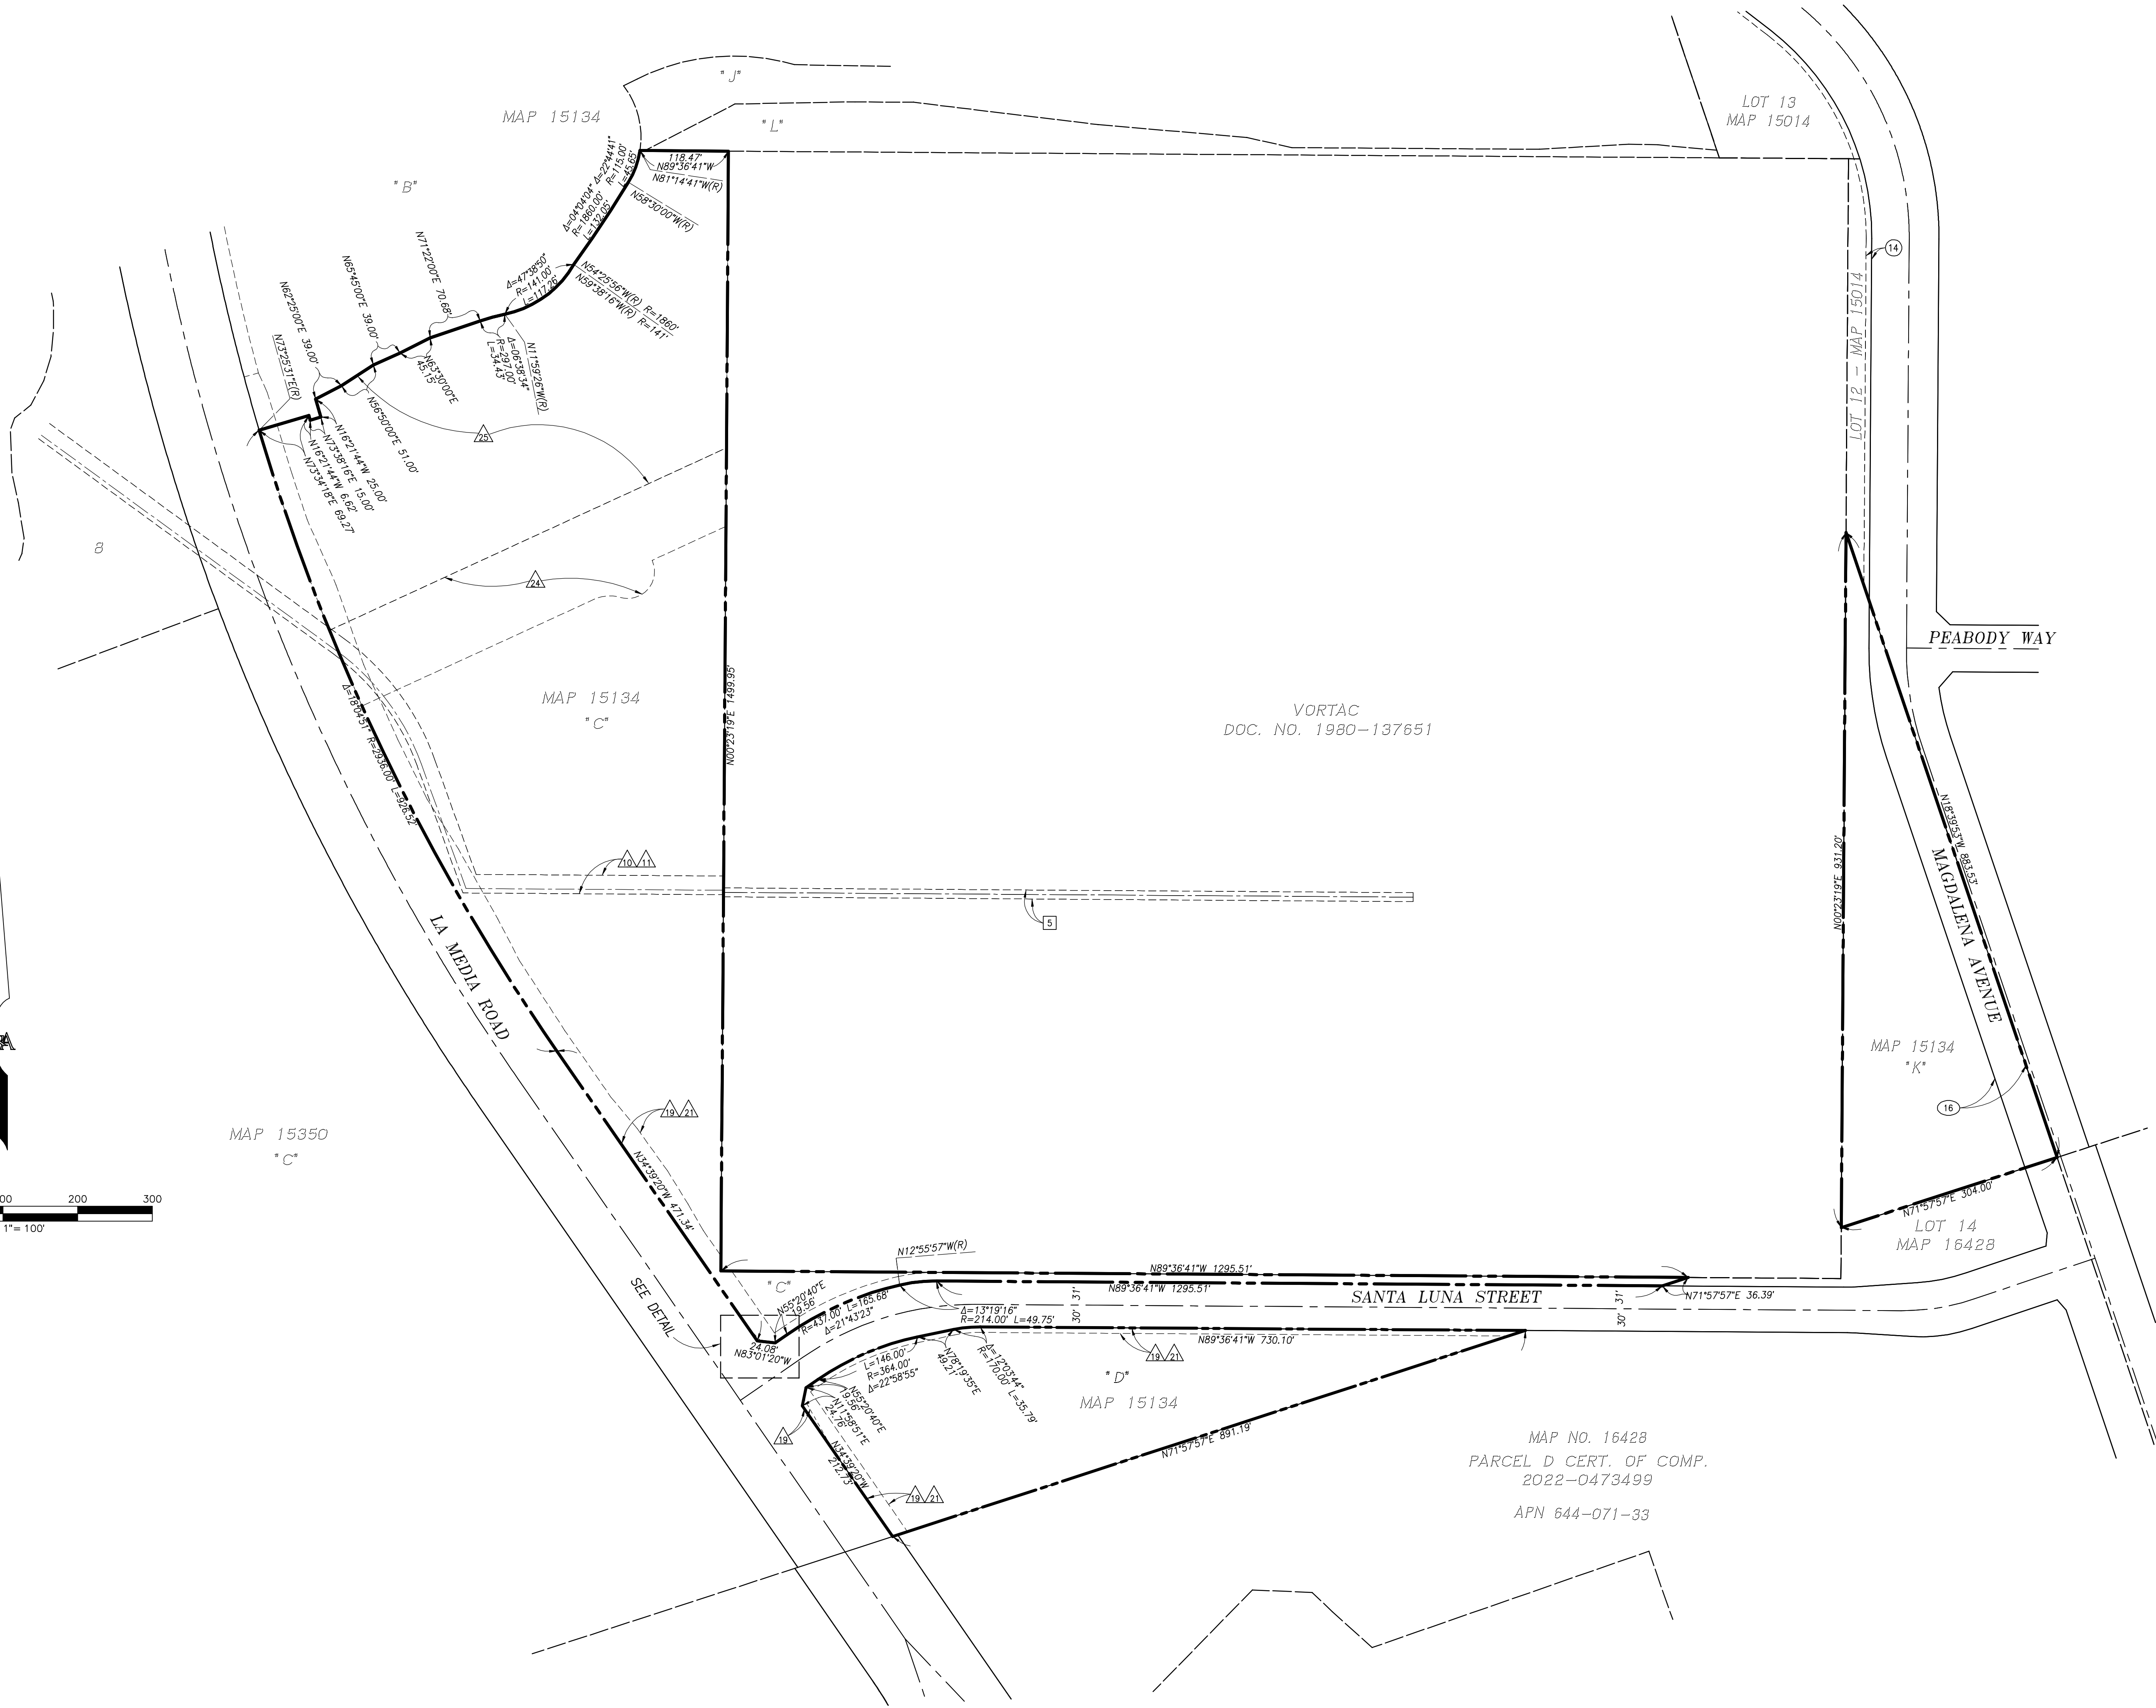 "J"
MAP 15134
"L"
LOT 13
MAP 15014
118.47'
N89°36'41"W
N81°14'41"W(R)
Δ=22°44'41"
R=115.00'
L=45.65'
N58°30'00"W(R)
"B"
Δ=04°04'04"
R=1860.00'
L=132.05'
N54°25'56"W(R) R=1860'
N59°38'16"W(R) R=141'
Δ=47°38'50"
R=141.00'
L=117.26'
N11°59'26"W(R)
Δ=06°38'34"
R=297.00'
L=34.43'
N71°22'00"E 70.68'
N63°30'00"E
45.15'
N65°45'00"E 39.00'
N56°50'00"E 51.00'
N62°25'00"E 39.00'
N73°25'31"E(R)
N16°21'44"W 25.00'
N73°38'16"E 15.00'
N16°21'44"W 6.62'
N73°34'18"E 69.27'
14
LOT 12 - MAP 15014
25
8
24
PEABODY WAY
MAP 15134
"C"
VORTAC
DOC. NO. 1980-137651
N00°23'19"E 1499.95'
Δ=18°04'51" R=2936.00' L=926.52'
N18°39'53"W 883.53'
MAGDALENA AVENUE
N00°23'19"E 931.20'
10
11
5
LA MEDIA ROAD
MAP 15134
"K"
16
19
21
MAP 15350
"C"
N34°39'20"W 471.34'
N71°57'57"E 304.00'
LOT 14
MAP 16428
200
300
1"= 100'
N12°55'57"W(R)
N89°36'41"W 1295.51'
N89°36'41"W 1295.51'
SANTA LUNA STREET
N71°57'57"E 36.39'
"C"
N55°20'40"E
19.56'
R=437.00' L=165.68'
Δ=21°43'23"
Δ=13°19'16"
R=214.00' L=49.75'
30' 31'
30' 31'
SEE DETAIL
24.08'
N83°01'20"W
L=146.00'
R=364.00'
Δ=22°58'55"
N78°19'35"E
49.21'
Δ=12°03'44"
R=170.00' L=35.79'
N89°36'41"W 730.10'
19
21
N55°20'40"E
19.56'
N11°58'51"E
24.76'
19
"D"
MAP 15134
N34°39'20"W
212.73'
N71°57'57"E 891.19'
19
21
MAP NO. 16428
PARCEL D CERT. OF COMP.
2022-0473499
APN 644-071-33